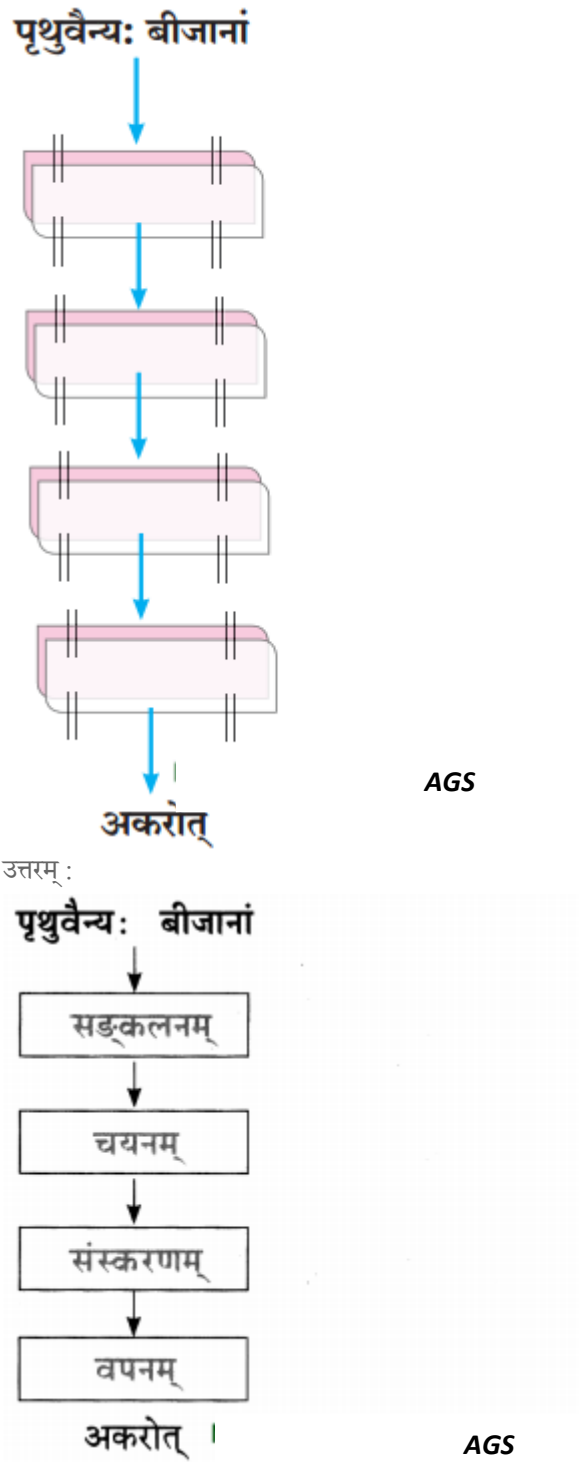 पृथुवैन्य: बीजानां
AGS
अकरोत्
उत्तरम् :
पृथुवैन्य: बीजानां
सङ्कलनम्
चयनम्
संस्करणम्
वपनम्
अकरोत् ।
AGS